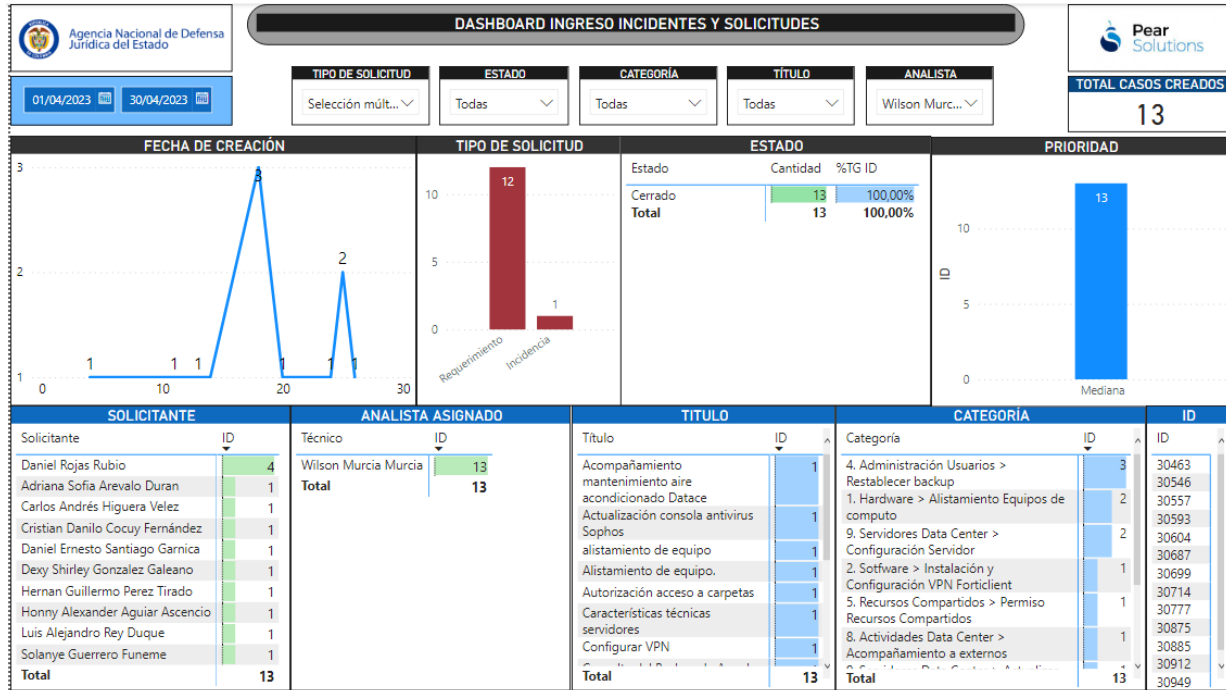 Agencia Nacional de Defensa
Jurídica del Estado
DASHBOARD INGRESO INCIDENTES Y SOLICITUDES
Pear
Solutions
01/04/2023 30/04/2023
TIPO DE SOLICITUD
Selección múlt...
ESTADO
Todas
CATEGORÍA
Todas
TÍTULO
Todas
ANALISTA
Wilson Murc...
TOTAL CASOS CREADOS
13
FECHA DE CREACIÓN
3
2
1
3
2
1
1
1
1
1
1
0
10
20
30
TIPO DE SOLICITUD
10
5
0
12
1
Requerimiento
Incidencia
ESTADO
Estado Cantidad %TG ID
Cerrado 13 100,00%
Total 13 100,00%
PRIORIDAD
ID
10
5
0
13
Mediana
SOLICITANTE
Solicitante ID
Daniel Rojas Rubio 4
Adriana Sofia Arevalo Duran 1
Carlos Andrés Higuera Velez 1
Cristian Danilo Cocuy Fernández 1
Daniel Ernesto Santiago Garnica 1
Dexy Shirley Gonzalez Galeano 1
Hernan Guillermo Perez Tirado 1
Honny Alexander Aguiar Ascencio 1
Luis Alejandro Rey Duque 1
Solanye Guerrero Funeme 1
Total 13
ANALISTA ASIGNADO
Técnico ID
Wilson Murcia Murcia 13
Total 13
TITULO
Título ID
Acompañamiento 1
mantenimiento aire
acondicionado Datace
Actualización consola antivirus 1
Sophos
alistamiento de equipo 1
Alistamiento de equipo. 1
Autorización acceso a carpetas 1
Características técnicas 1
servidores
Configurar VPN 1
Total 13
CATEGORÍA
Categoría ID
4. Administración Usuarios > 3
Restablecer backup
1. Hardware > Alistamiento Equipos de 2
computo
9. Servidores Data Center > 2
Configuración Servidor
2. Sotfware > Instalación y 1
Configuración VPN Forticlient
5. Recursos Compartidos > Permiso 1
Recursos Compartidos
8. Actividades Data Center > 1
Acompañamiento a externos
Total 13
ID
ID
30463
30546
30557
30593
30604
30687
30699
30714
30777
30875
30885
30912
30949